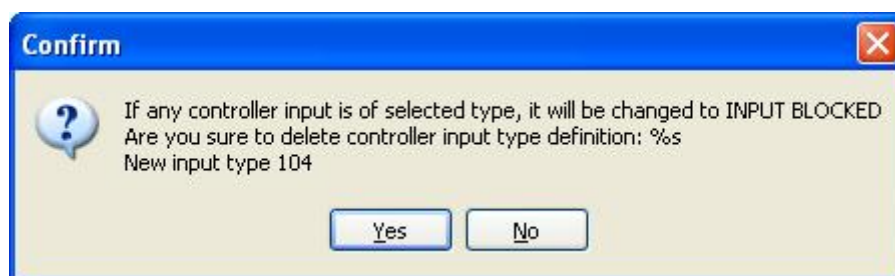 Confirm
If any controller input is of selected type, it will be changed to INPUT BLOCKED
Are you sure to delete controller input type definition: %s
New input type 104
Yes
No